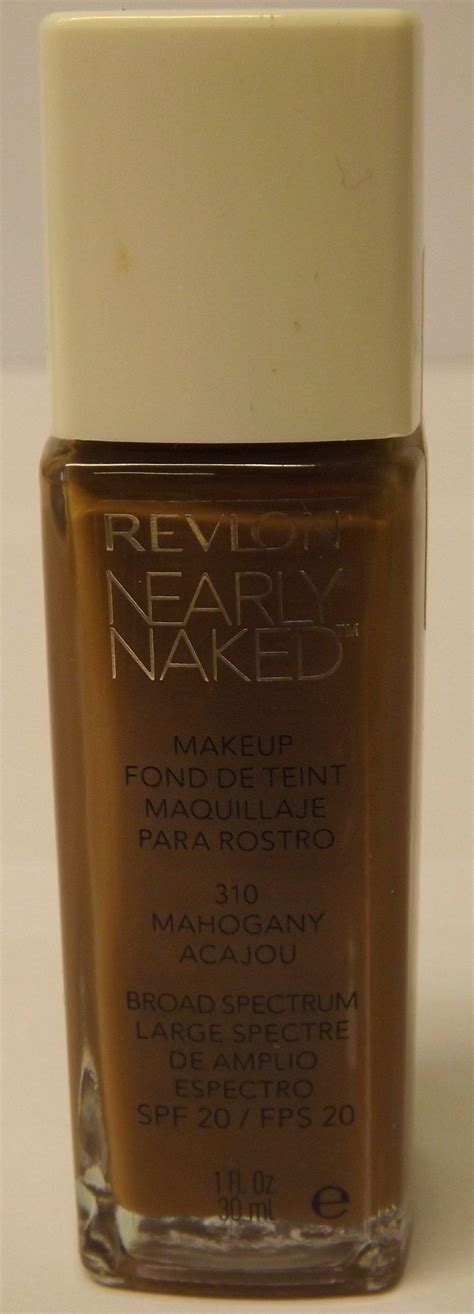 REVLON
NEARLY
NAKED™
MAKEUP
FOND DE TEINT
MAQUILLAJE
PARA ROSTRO
310
MAHOGANY
ACAJOU
BROAD SPECTRUM
LARGE SPECTRE
DE AMPLIO
ESPECTRO
SPF 20 / FPS 20
1 fl. Oz.
30 ml ℮